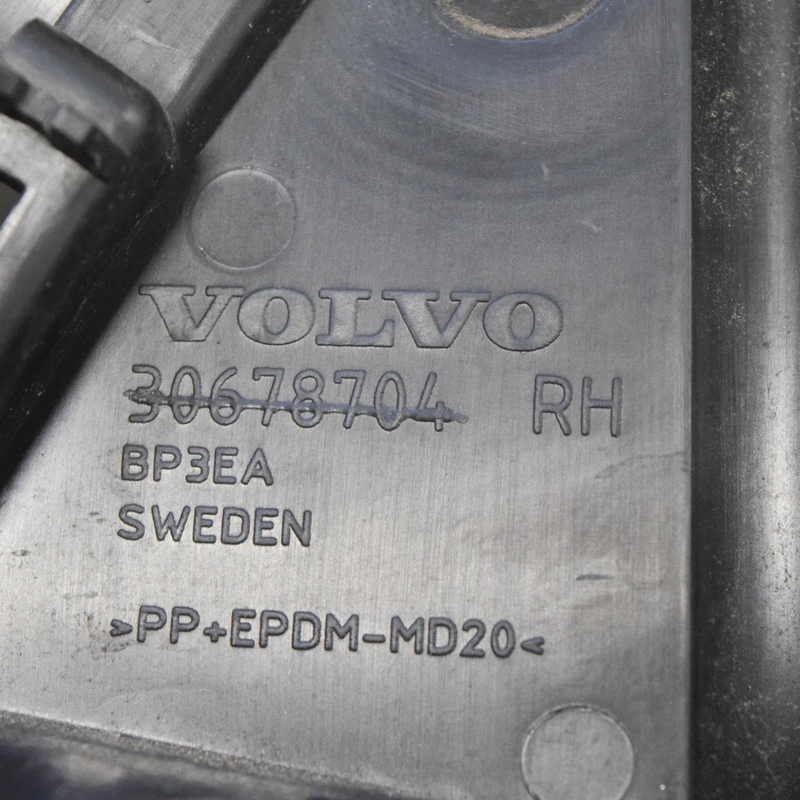 VOLVO
30678704 RH
BP3EA
SWEDEN
>PP+EPDM-MD20<